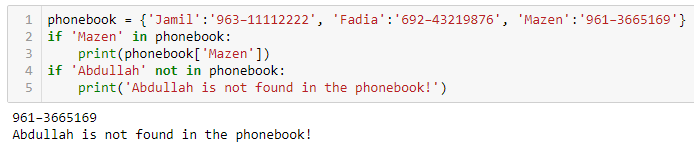 1 phonebook = {'Jamil':'963-11112222', 'Fadia':'692-43219876', 'Mazen':'961-3665169'}
2 if 'Mazen' in phonebook:
3     print(phonebook['Mazen'])
4 if 'Abdullah' not in phonebook:
5     print('Abdullah is not found in the phonebook!')
961-3665169
Abdullah is not found in the phonebook!